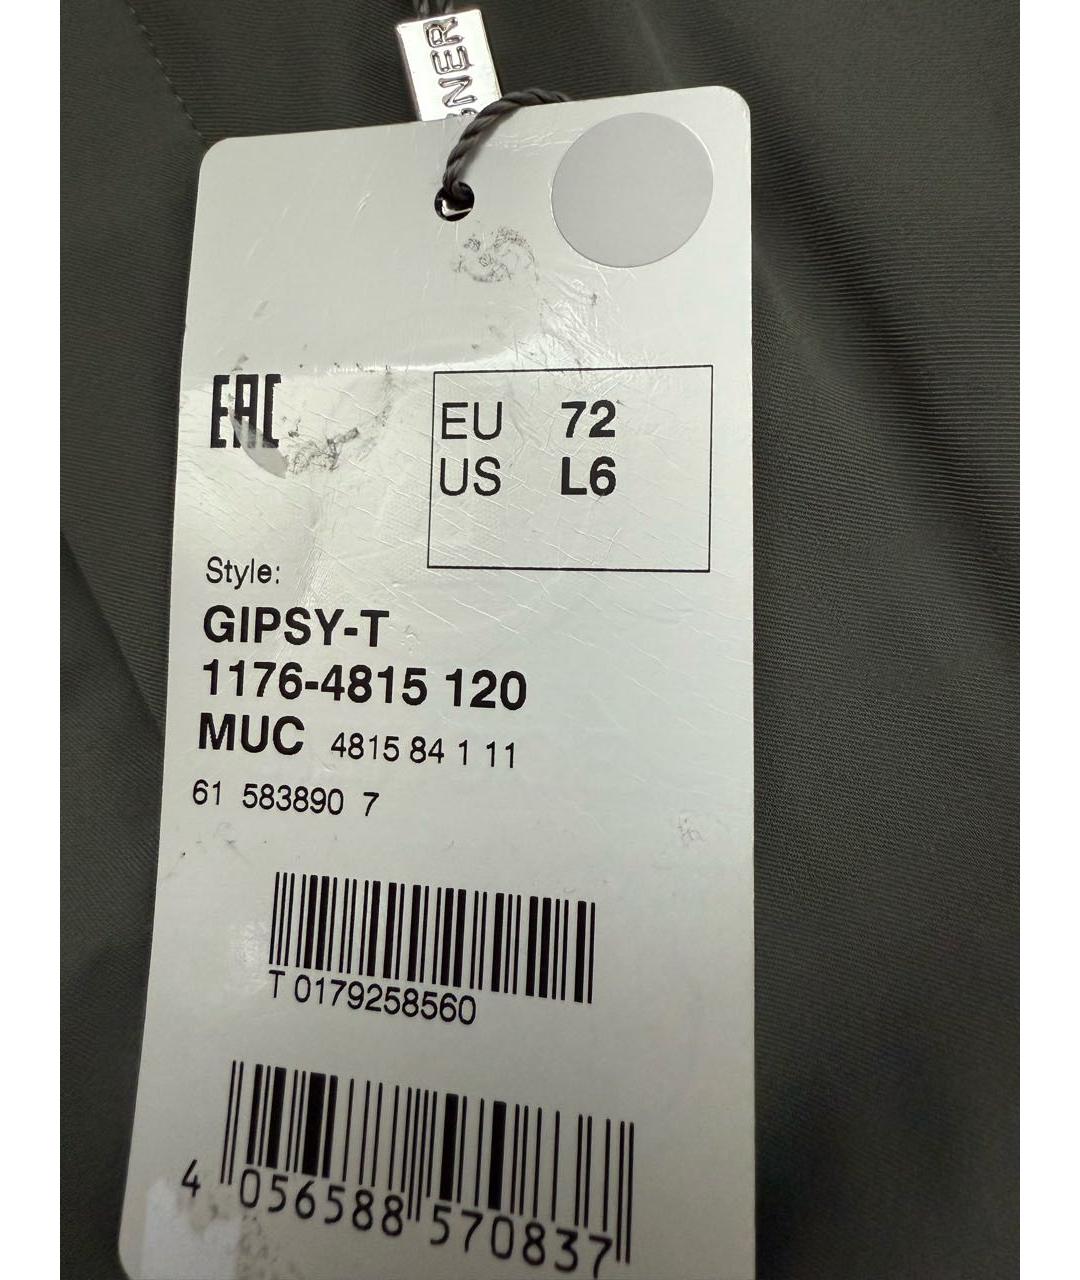 GNER
EAC
EU 72
US L6
Style:
GIPSY-T
1176-4815 120
MUC 4815 84 1 11
61 583890 7
T 0179258560
4 056588 570837